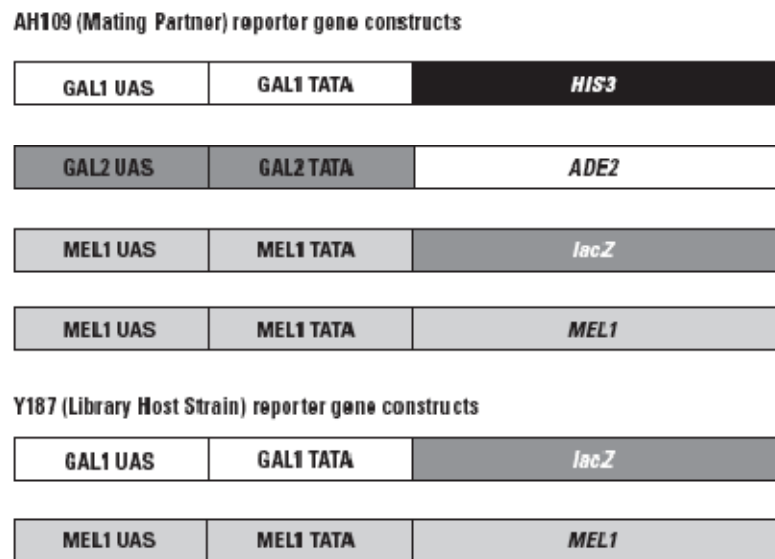 AH109 (Mating Partner) reporter gene constructs
GAL1 UAS GAL1 TATA HIS3
GAL2 UAS GAL2 TATA ADE2
MEL1 UAS MEL1 TATA lacZ
MEL1 UAS MEL1 TATA MEL1
Y187 (Library Host Strain) reporter gene constructs
GAL1 UAS GAL1 TATA lacZ
MEL1 UAS MEL1 TATA MEL1